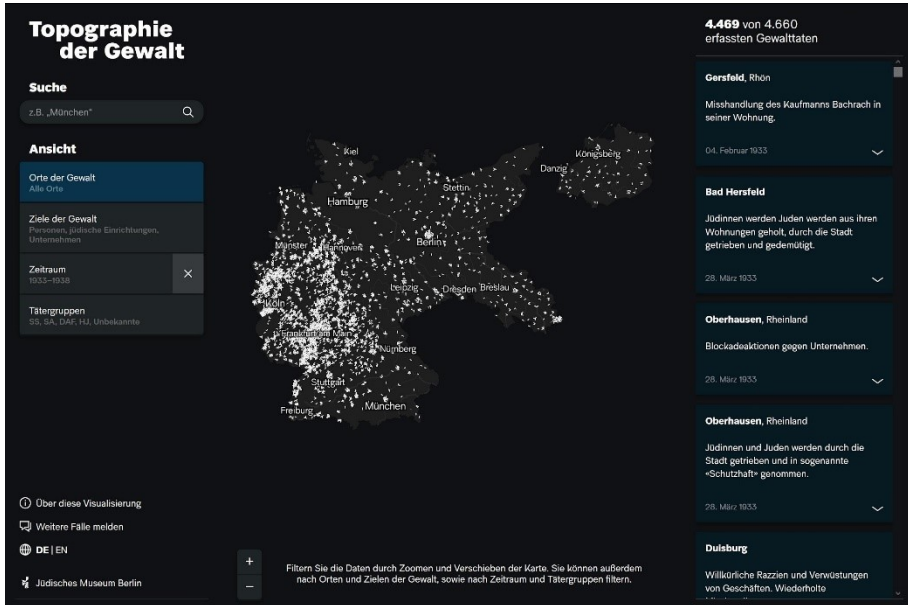 Topographie
der Gewalt
Suche
z.B. „München“
Ansicht
Orte der Gewalt
Alle Orte
Ziele der Gewalt
Personen, jüdische Einrichtungen,
Unternehmen
Zeitraum
1933–1938
Tätergruppen
SS, SA, DAF, HJ, Unbekannte
Über diese Visualisierung
Weitere Fälle melden
DE | EN
Jüdisches Museum Berlin
Kiel
Königsberg
Danzig
Stettin
Hamburg
Berlin
Münster
Hannover
Leipzig
Dresden
Breslau
Köln
Frankfurt am Main
Nürnberg
Stuttgart
München
Freiburg
+
−
Filtern Sie die Daten durch Zoomen und Verschieben der Karte. Sie können außerdem
nach Orten und Zielen der Gewalt, sowie nach Zeitraum und Tätergruppen filtern.
4.469 von 4.660
erfassten Gewalttaten
Gersfeld, Rhön
Misshandlung des Kaufmanns Bachrach in
seiner Wohnung.
04. Februar 1933
Bad Hersfeld
Jüdinnen werden Juden werden aus ihren
Wohnungen geholt, durch die Stadt
getrieben und gedemütigt.
28. März 1933
Oberhausen, Rheinland
Blockadeaktionen gegen Unternehmen.
28. März 1933
Oberhausen, Rheinland
Jüdinnen und Juden werden durch die
Stadt getrieben und in sogenannte
«Schutzhaft» genommen.
28. März 1933
Duisburg
Willkürliche Razzien und Verwüstungen
von Geschäften. Wiederholte